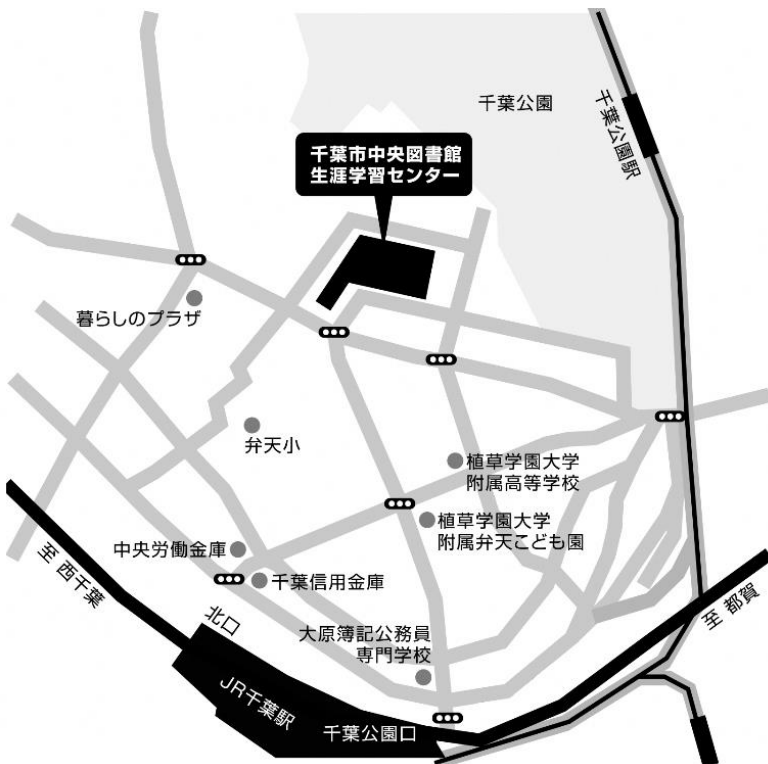 千葉公園
千葉公園駅
千葉市中央図書館
生涯学習センター
暮らしのプラザ
弁天小
植草学園大学
附属高等学校
植草学園大学
附属弁天こども園
中央労働金庫
千葉信用金庫
至 西千葉
北口
大原簿記公務員
専門学校
至 都賀
JR千葉駅
千葉公園口